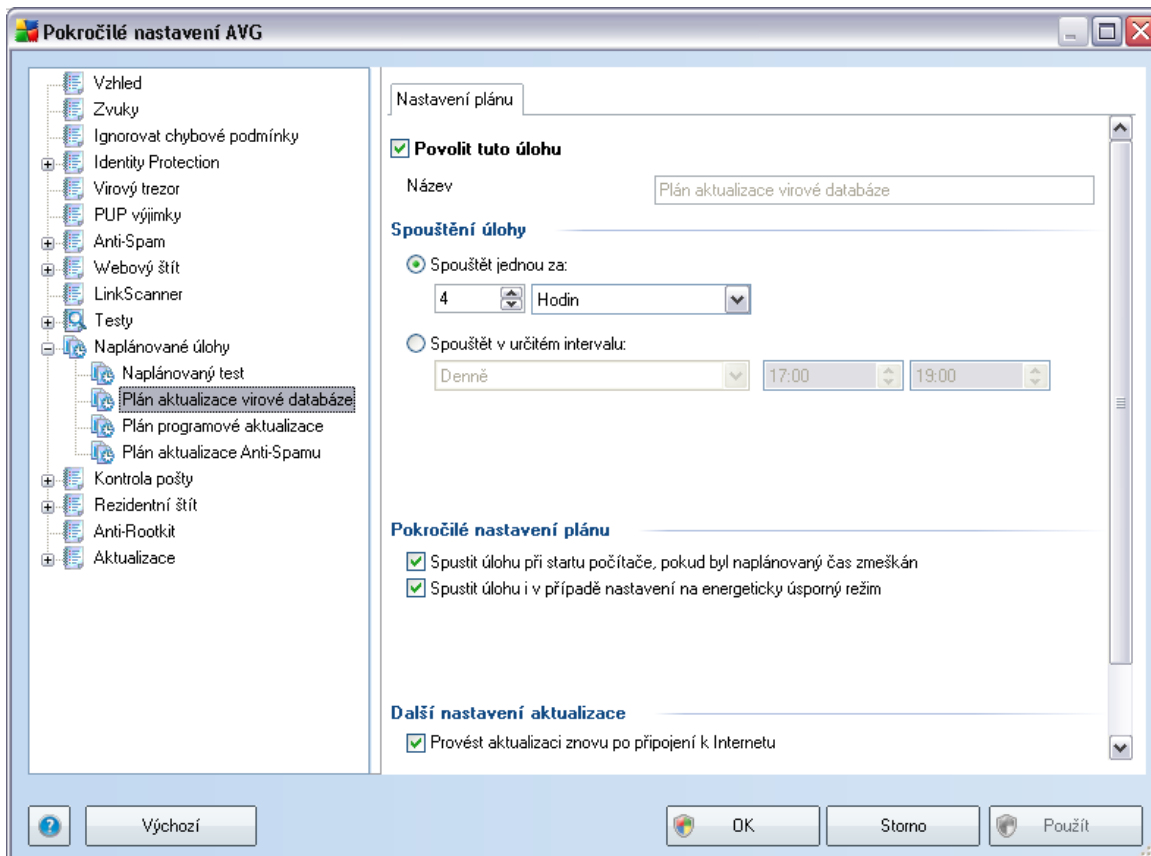 Pokročilé nastavení AVG
Vzhled
Zvuky
Ignorovat chybové podmínky
Identity Protection
Virový trezor
PUP výjimky
Anti-Spam
Webový štít
LinkScanner
Testy
Naplánované úlohy
Naplánovaný test
Plán aktualizace virové databáze
Plán programové aktualizace
Plán aktualizace Anti-Spamu
Kontrola pošty
Rezidentní štít
Anti-Rootkit
Aktualizace
Nastavení plánu
Povolit tuto úlohu
Název Plán aktualizace virové databáze
Spouštění úlohy
Spouštět jednou za:
4 Hodin
Spouštět v určitém intervalu:
Denně 17:00 19:00
Pokročilé nastavení plánu
Spustit úlohu při startu počítače, pokud byl naplánovaný čas zmeškán
Spustit úlohu i v případě nastavení na energeticky úsporný režim
Další nastavení aktualizace
Provést aktualizaci znovu po připojení k Internetu
? Výchozí OK Storno Použít